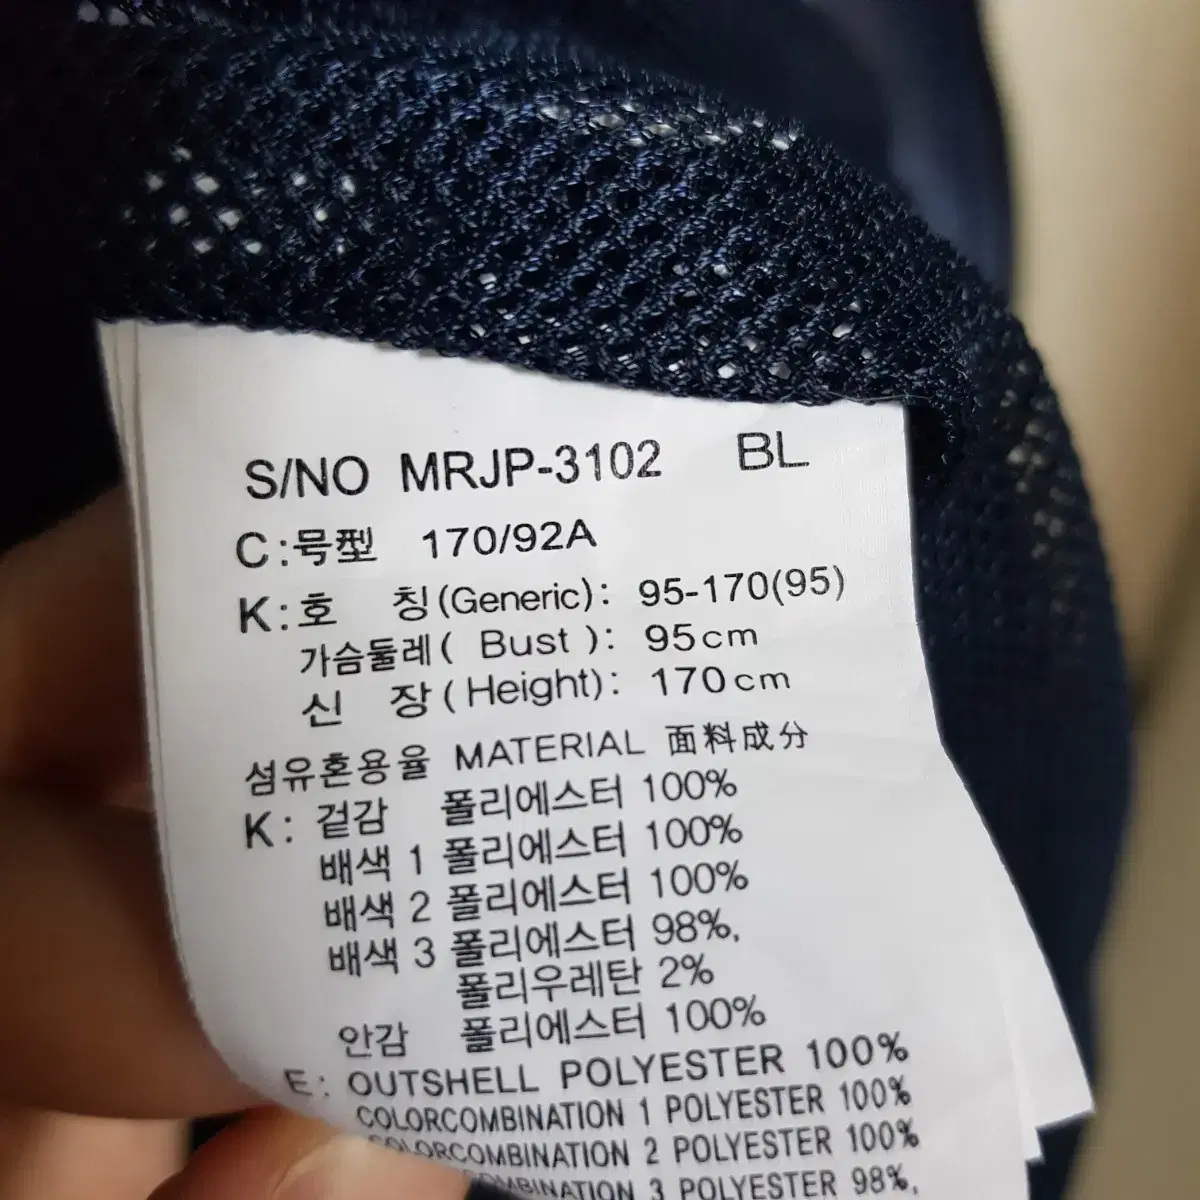 S/NO MRJP-3102 BL
C:号型 170/92A
K:호 칭(Generic): 95-170(95)
가슴둘레( Bust ): 95cm
신 장(Height): 170cm
섬유혼용율 MATERIAL 面料成分
K: 겉감 폴리에스터 100%
배색 1 폴리에스터 100%
배색 2 폴리에스터 100%
배색 3 폴리에스터 98%,
폴리우레탄 2%
안감 폴리에스터 100%
E: OUTSHELL POLYESTER 100%
COLORCOMBINATION 1 POLYESTER 100%
COLORCOMBINATION 2 POLYESTER 100%
3 POLYESTER 98%,